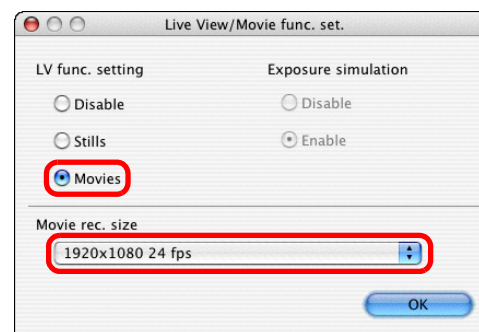 Live View/Movie func. set.
LV func. setting
Exposure simulation
Disable
Disable
Stills
Enable
Movies
Movie rec. size
1920x1080 24 fps
OK